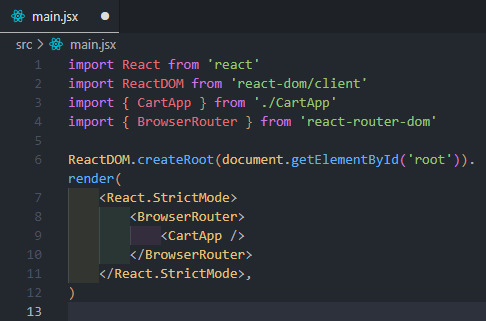 main.jsx
src > main.jsx
1 import React from 'react'
2 import ReactDOM from 'react-dom/client'
3 import { CartApp } from './CartApp'
4 import { BrowserRouter } from 'react-router-dom'
5
6 ReactDOM.createRoot(document.getElementById('root')).
render(
7 <React.StrictMode>
8 <BrowserRouter>
9 <CartApp />
10 </BrowserRouter>
11 </React.StrictMode>,
12 )
13